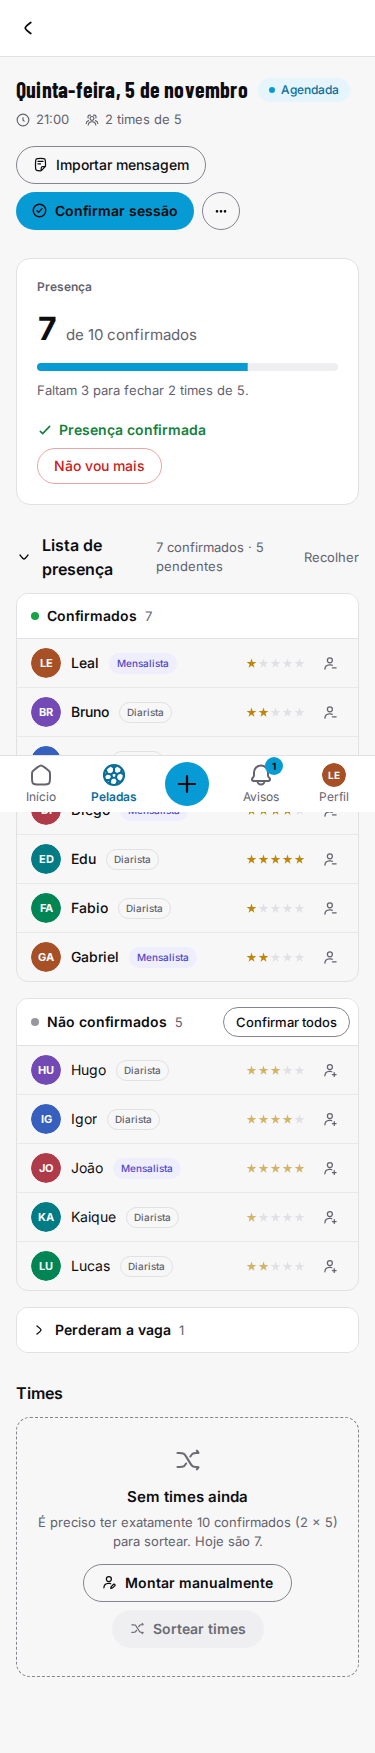 Quinta-feira, 5 de novembro Agendada
21:00 2 times de 5
Importar mensagem
Confirmar sessão
Presença
7 de 10 confirmados
Faltam 3 para fechar 2 times de 5.
Presença confirmada
Não vou mais
Lista de presença
7 confirmados · 5 pendentes
Recolher
Confirmados 7
LE Leal Mensalista
BR Bruno Diarista
Início
Peladas
Avisos 1
LE Perfil
Diego Mensalista
ED Edu Diarista
FA Fabio Diarista
GA Gabriel Mensalista
Não confirmados 5 Confirmar todos
HU Hugo Diarista
IG Igor Diarista
JO João Mensalista
KA Kaique Diarista
LU Lucas Diarista
Perderam a vaga 1
Times
Sem times ainda
É preciso ter exatamente 10 confirmados (2 × 5)
para sortear. Hoje são 7.
Montar manualmente
Sortear times